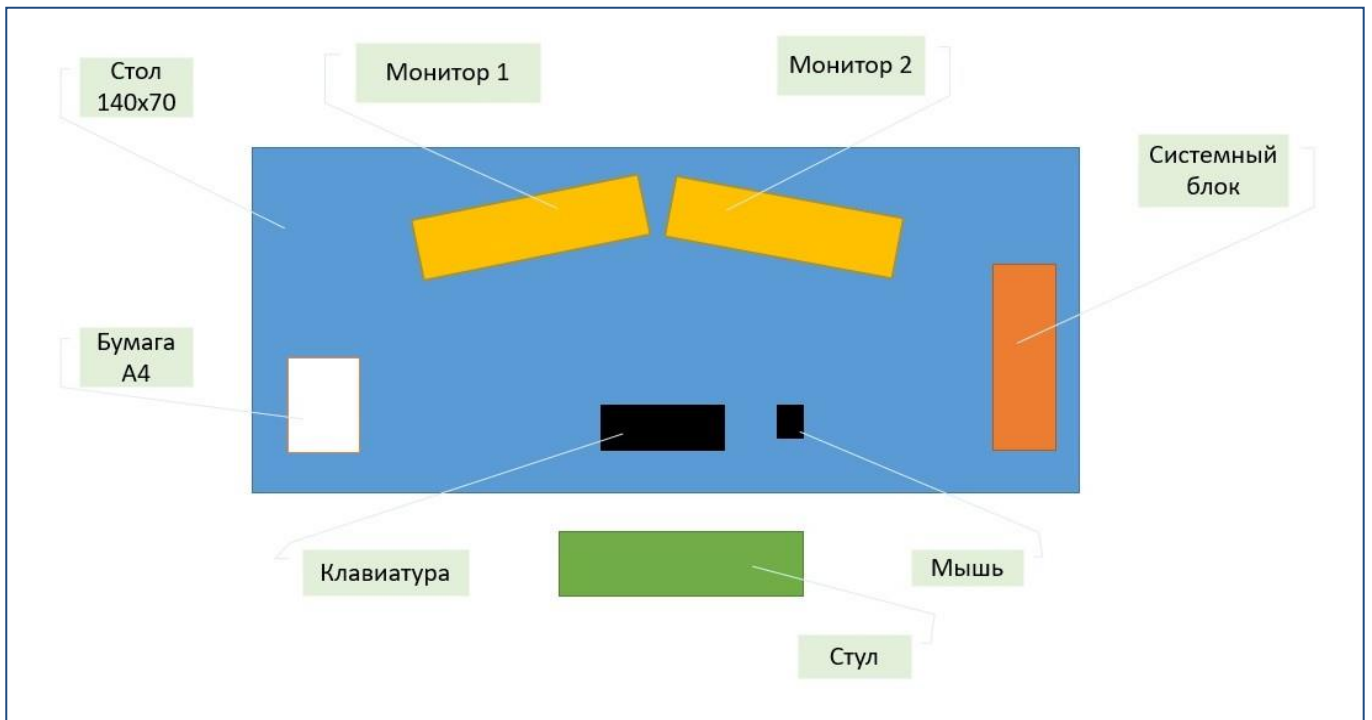 Стол
140х70
Монитор 1
Монитор 2
Системный
блок
Бумага
А4
Клавиатура
Мышь
Стул